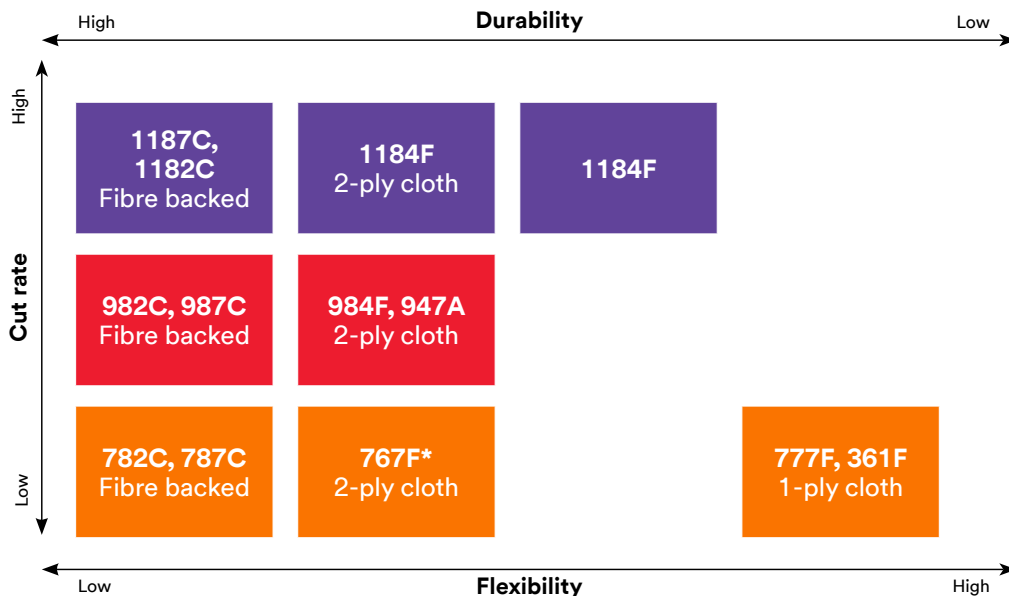 High
Durability
Low
High
Cut rate
Low
1187C,
1182C
Fibre backed
1184F
2-ply cloth
1184F
982C, 987C
Fibre backed
984F, 947A
2-ply cloth
782C, 787C
Fibre backed
767F*
2-ply cloth
777F, 361F
1-ply cloth
Low
Flexibility
High